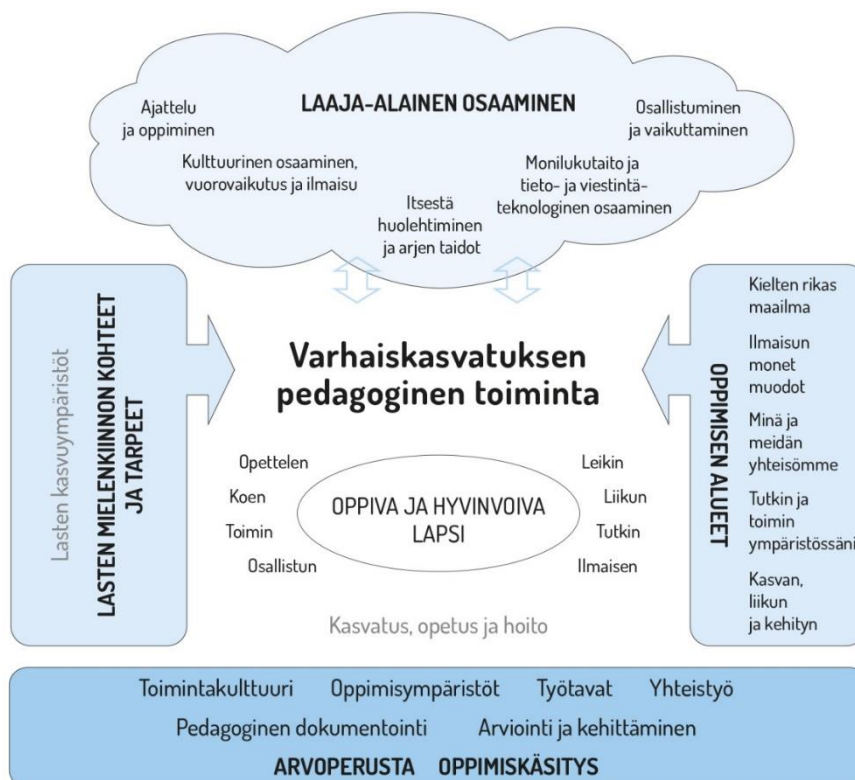 LAAJA-ALAINEN OSAAMINEN
Ajattelu
ja oppiminen
Kulttuurinen osaaminen,
vuorovaikutus ja ilmaisu
Itsestä
huolehtiminen
ja arjen taidot
Monilukutaito ja
tieto- ja viestintä-
teknologinen osaaminen
Osallistuminen
ja vaikuttaminen
Lasten kasvuympäristöt
LASTEN MIELENKIINNON KOHTEET
JA TARPEET
Varhaiskasvatuksen
pedagoginen toiminta
Opettelen
Koen
Toimin
Osallistun
OPPIVA JA HYVINVOIVA
LAPSI
Leikin
Liikun
Tutkin
Ilmaisen
Kasvatus, opetus ja hoito
OPPIMISEN ALUEET
Kielten rikas
maailma
Ilmaisun
monet
muodot
Minä ja
meidän
yhteisömme
Tutkin ja
toimin
ympäristössäni
Kasvan,
liikun
ja kehityn
Toimintakulttuuri Oppimisympäristöt Työtavat Yhteistyö
Pedagoginen dokumentointi Arviointi ja kehittäminen
ARVOPERUSTA OPPIMISKÄSITYS